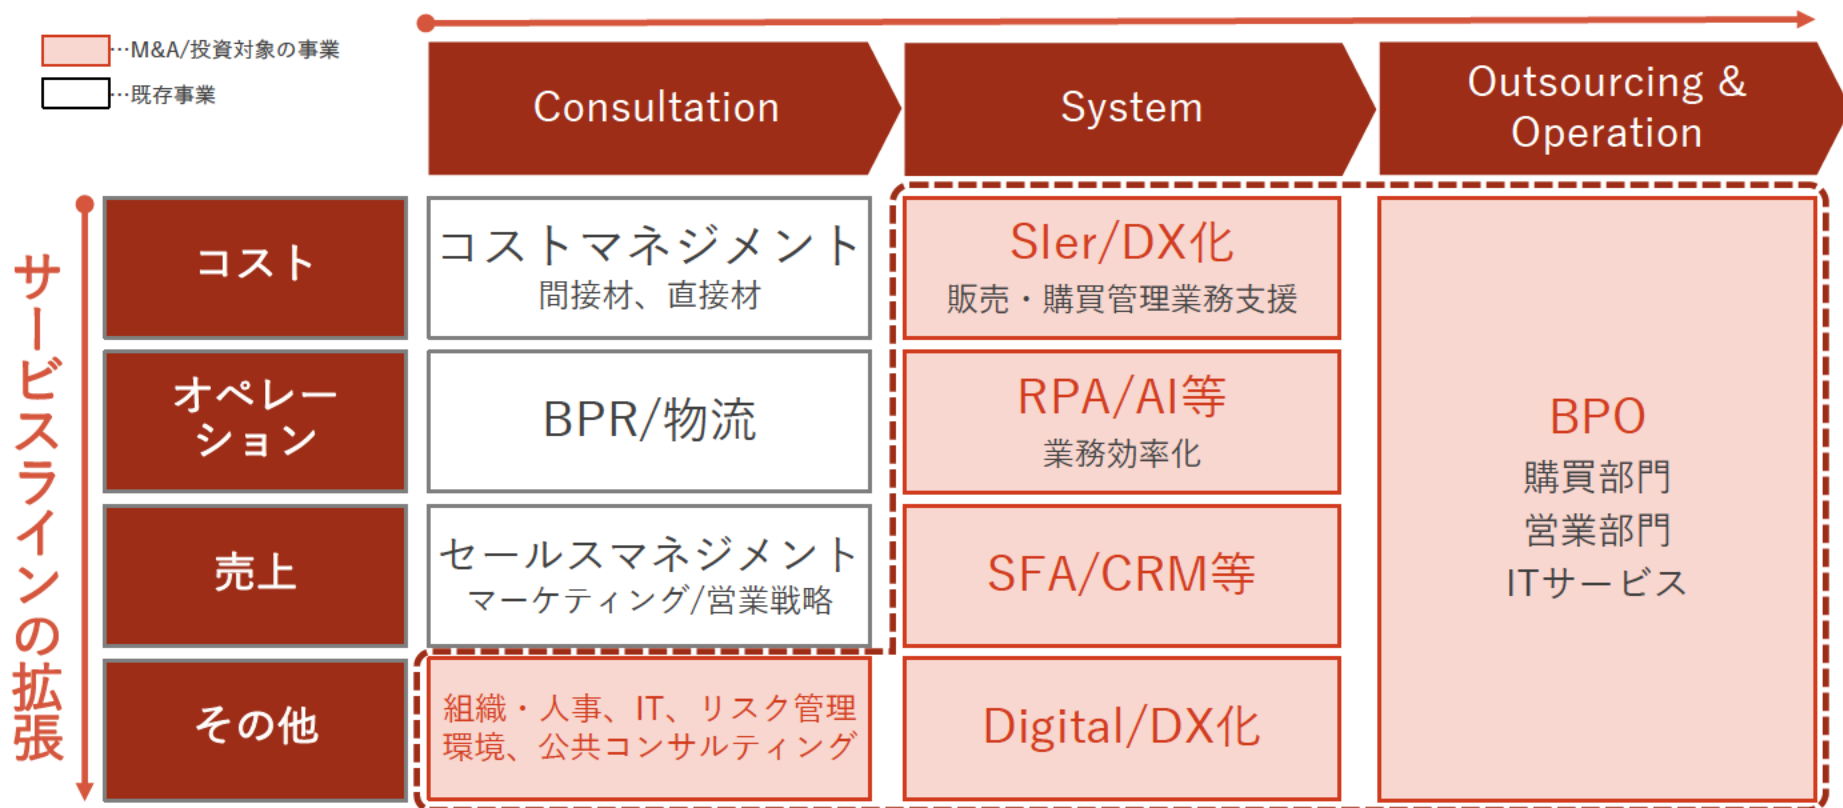 …M&A/投資対象の事業
…既存事業
Consultation
System
Outsourcing &
Operation
サービスラインの拡張
コスト
コストマネジメント
間接材、直接材
SIer/DX化
販売・購買管理業務支援
オペレー
ション
BPR/物流
RPA/AI等
業務効率化
売上
セールスマネジメント
マーケティング/営業戦略
SFA/CRM等
その他
組織・人事、IT、リスク管理
環境、公共コンサルティング
Digital/DX化
BPO
購買部門
営業部門
ITサービス